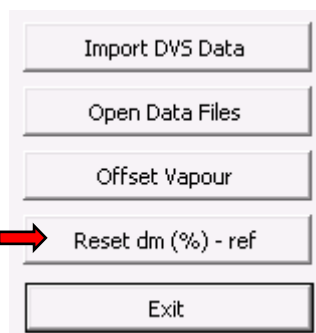 Import DVS Data
Open Data Files
Offset Vapour
Reset dm (%) - ref
Exit